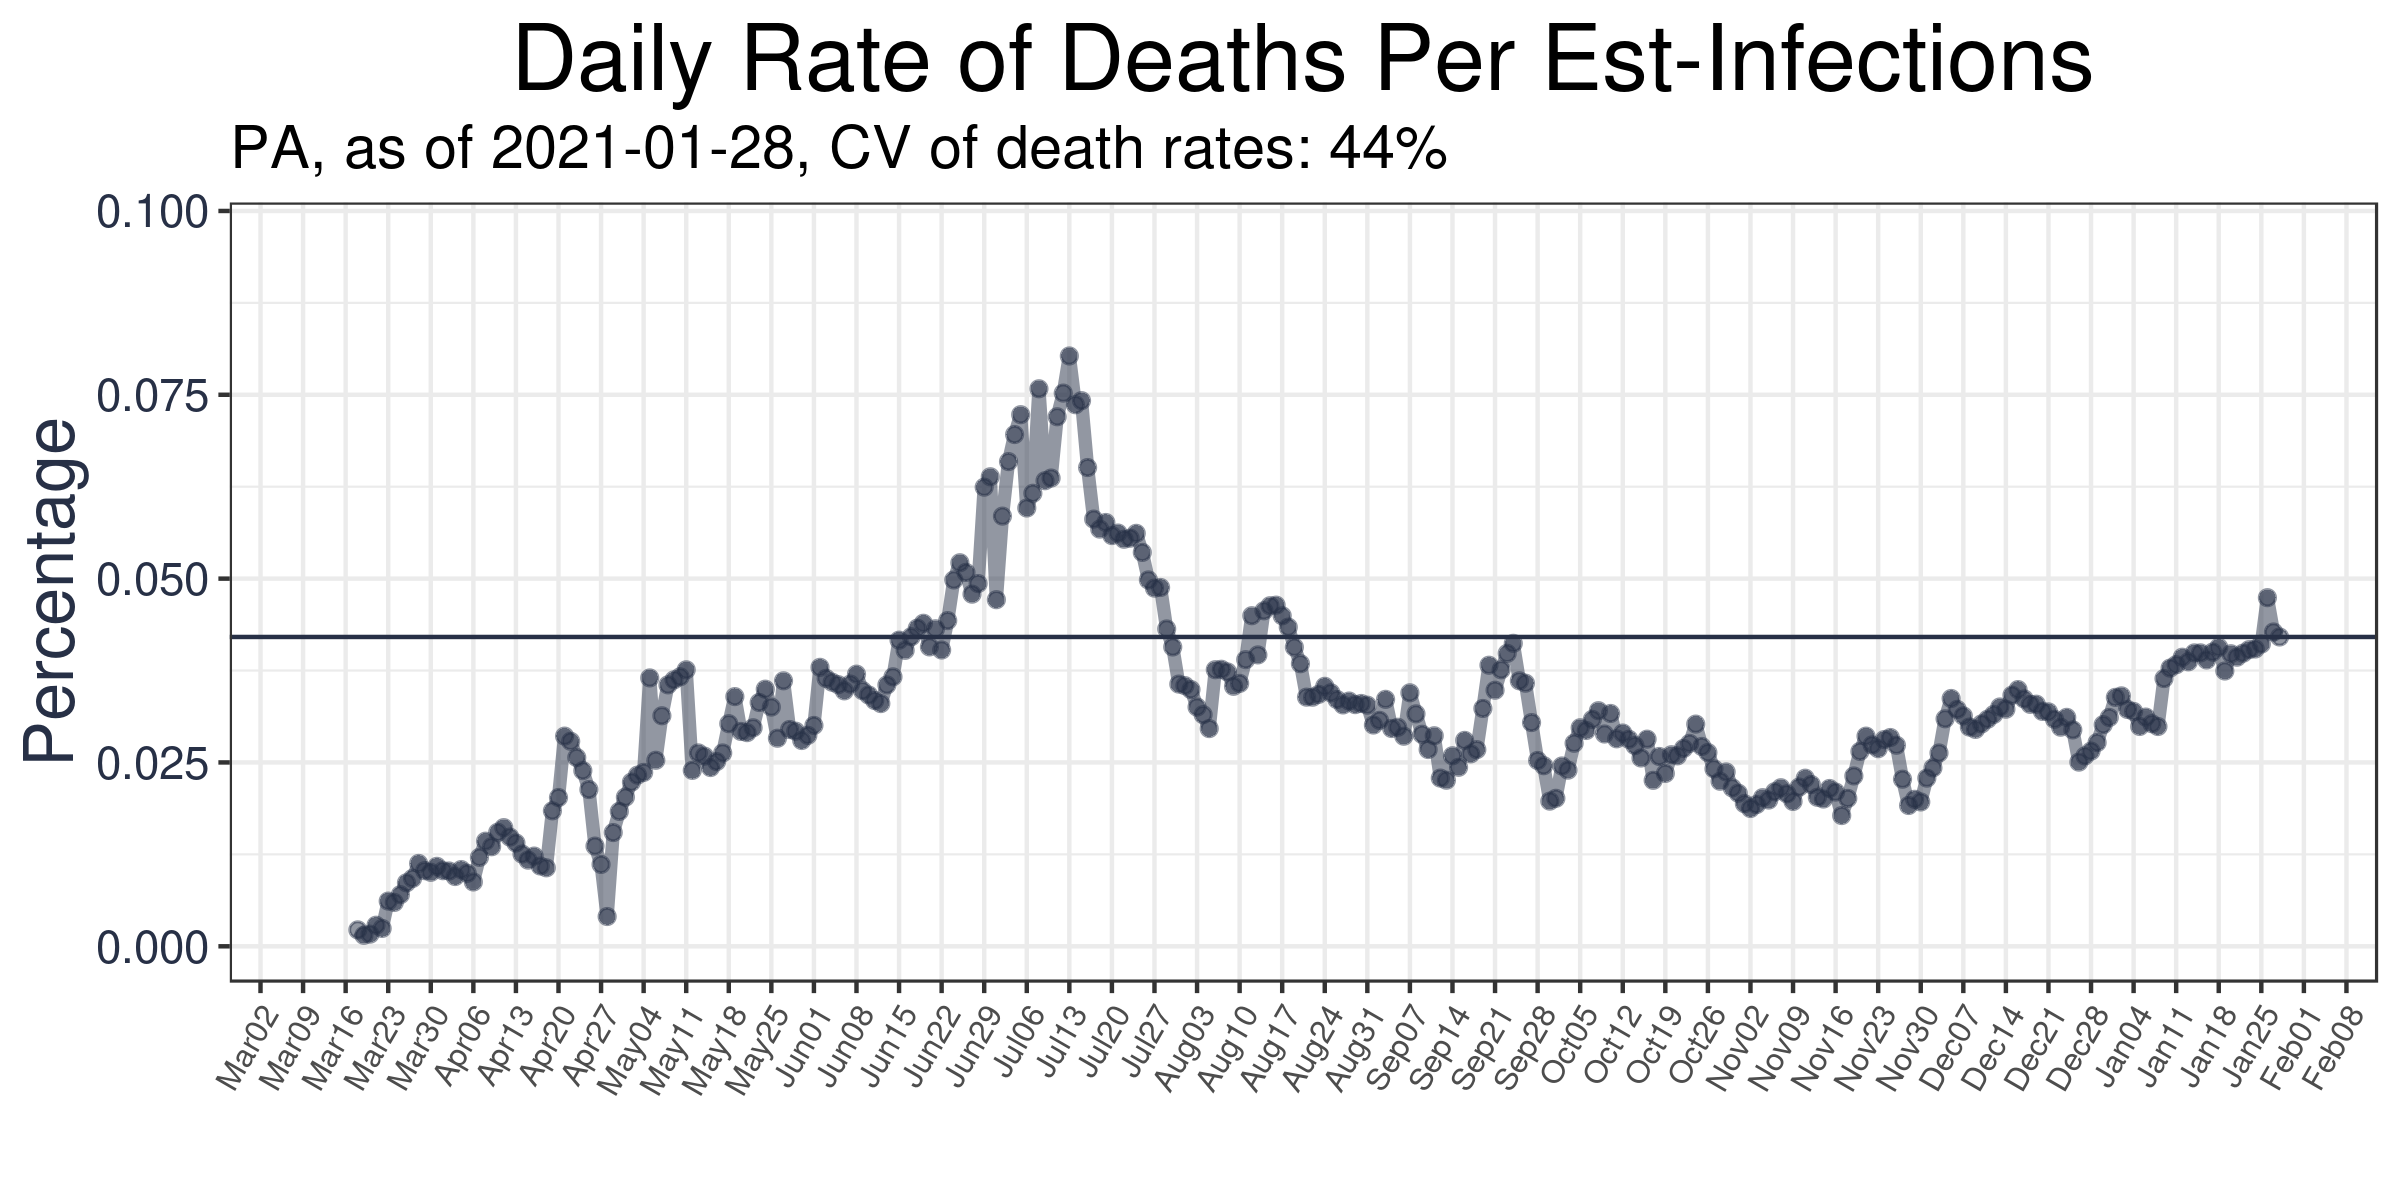 Daily Rate of Deaths Per Est-Infections
PA, as of 2021-01-28, CV of death rates: 44%
Percentage
0.100
0.075
0.050
0.025
0.000
Mar02
Mar09
Mar16
Mar23
Mar30
Apr06
Apr13
Apr20
Apr27
May04
May11
May18
May25
Jun01
Jun08
Jun15
Jun22
Jun29
Jul06
Jul13
Jul20
Jul27
Aug03
Aug10
Aug17
Aug24
Aug31
Sep07
Sep14
Sep21
Sep28
Oct05
Oct12
Oct19
Oct26
Nov02
Nov09
Nov16
Nov23
Nov30
Dec07
Dec14
Dec21
Dec28
Jan04
Jan11
Jan18
Jan25
Feb01
Feb08